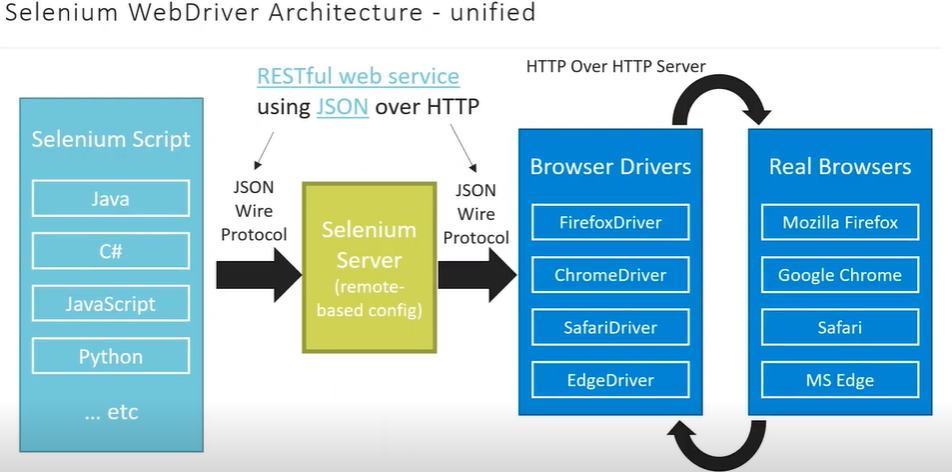 Selenium WebDriver Architecture - unified
RESTful web service
using JSON over HTTP
HTTP Over HTTP Server
Selenium Script
Java
C#
JavaScript
Python
... etc
JSON
Wire
Protocol
Selenium
Server
(remote-
based config)
JSON
Wire
Protocol
Browser Drivers
FirefoxDriver
ChromeDriver
SafariDriver
EdgeDriver
Real Browsers
Mozilla Firefox
Google Chrome
Safari
MS Edge